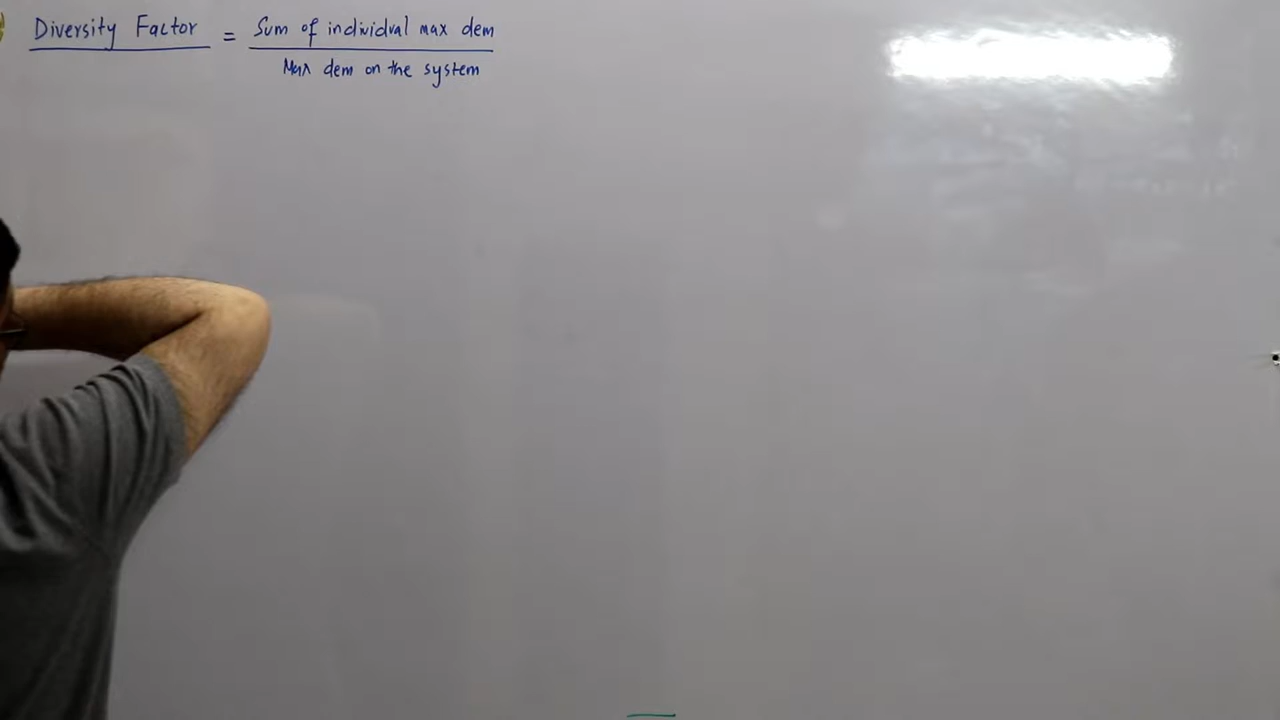 Diversity Factor = Sum of individual max dem
Max dem on the system